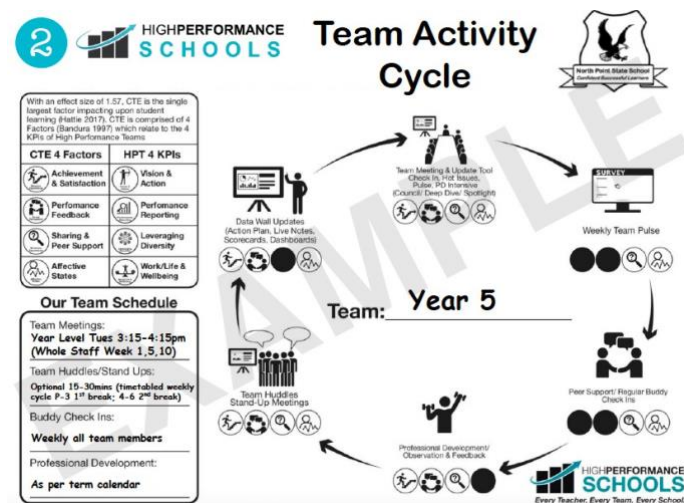 2
HIGHPERFORMANCE
SCHOOLS
Team Activity
Cycle
North Point State School
Confident Successful Learners
With an effect size of 1.57, CTE is the single
largest factor impacting upon student
learning (Hattie 2017). CTE is comprised of 4
Factors (Bandura 1997) which relate to the 4
KPIs of High Perfomance Teams
CTE 4 Factors
HPT 4 KPIs
Achievement
& Satisfaction
Vision &
Action
Perfomance
Feedback
Perfomance
Reporting
Sharing &
Peer Support
Leveraging
Diversity
Affective
States
Work/Life &
Wellbeing
Our Team Schedule
Team Meetings:
Year Level Tues 3:15-4:15pm
(Whole Staff Week 1,5,10)
Team Huddles/Stand Ups:
Optional 15-30mins (timetabled weekly
cycle P-3 1st break; 4-6 2nd break)
Buddy Check Ins:
Weekly all team members
Professional Development:
As per term calendar
Team Meeting & Update Tool
Check In, Hot Issues,
Pulse, PD Intensive
(Council/ Deep Dive/ Spotlight)
SURVEY
Weekly Team Pulse
Data Wall Updates
(Action Plan, Live Notes,
Scorecards, Dashboards)
Team: Year 5
Peer Support/ Regular Buddy
Check Ins
Team Huddles
Stand-Up Meetings
Professional Development/
Observation & Feedback
HIGHPERFORMANCE
SCHOOLS
Every Teacher, Every Team, Every School
EXAMPLE